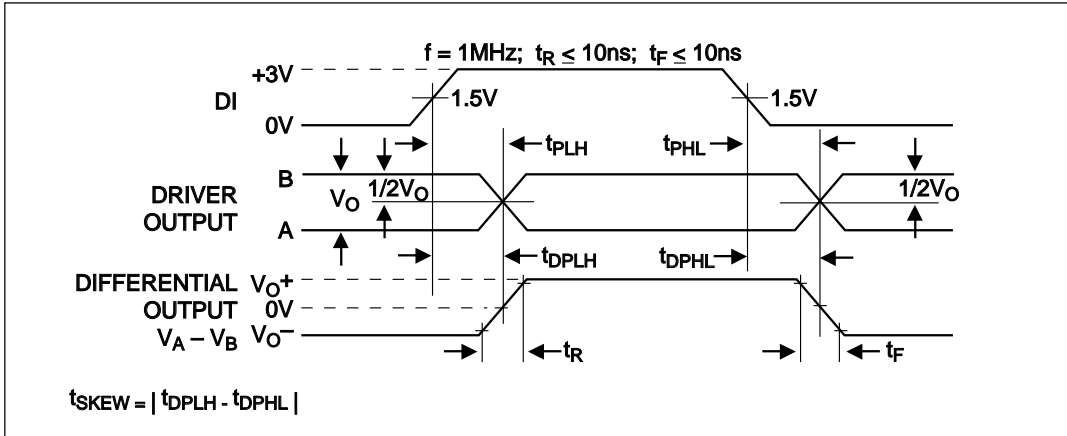 f = 1MHz; tR ≤ 10ns; tF ≤ 10ns
+3V
DI
1.5V
1.5V
0V
tPLH
tPHL
B
DRIVER
OUTPUT
VO
1/2VO
1/2VO
A
tDPLH
tDPHL
DIFFERENTIAL
OUTPUT
VA – VB
VO+
0V
VO–
tR
tF
tSKEW = | tDPLH - tDPHL |